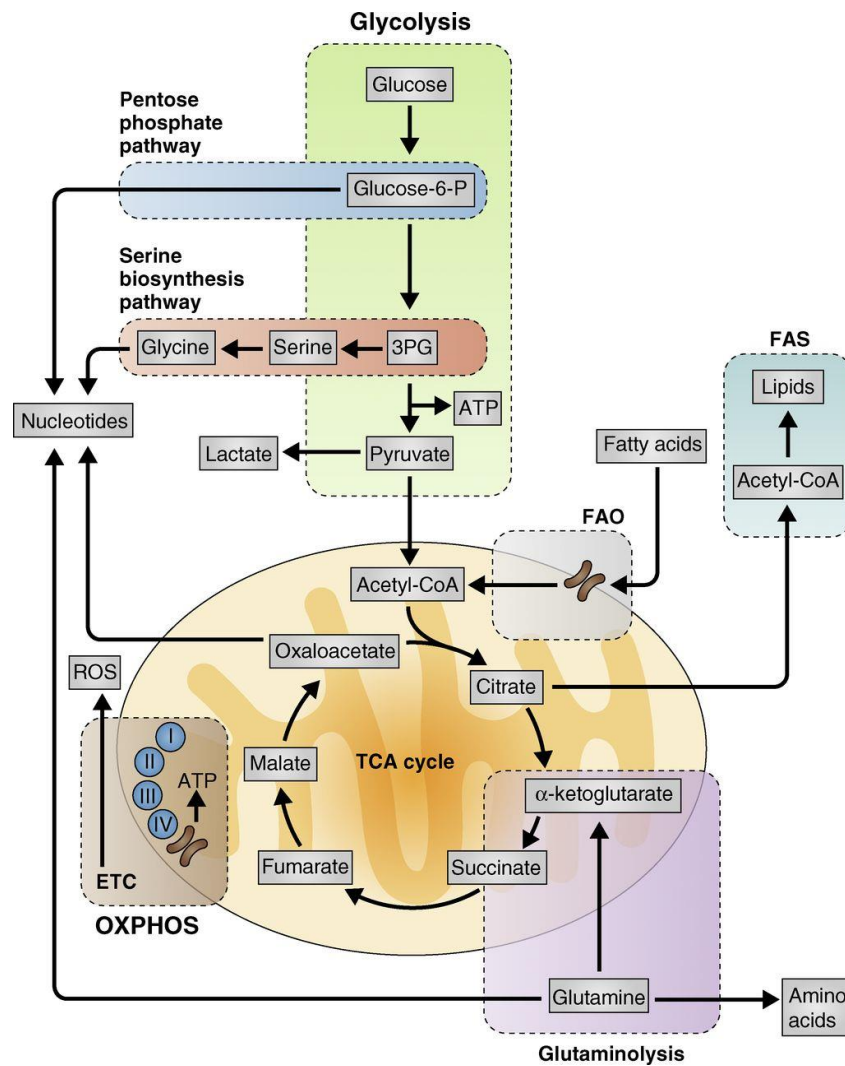 Glycolysis
Glucose
Pentose
phosphate
pathway
Glucose-6-P
Serine
biosynthesis
pathway
Glycine
Serine
3PG
FAS
Lipids
Nucleotides
ATP
Lactate
Pyruvate
Fatty acids
Acetyl-CoA
FAO
Acetyl-CoA
Oxaloacetate
ROS
Citrate
I
II
III
IV
ATP
Malate
TCA cycle
α-ketoglutarate
Fumarate
Succinate
ETC
OXPHOS
Glutamine
Amino
acids
Glutaminolysis